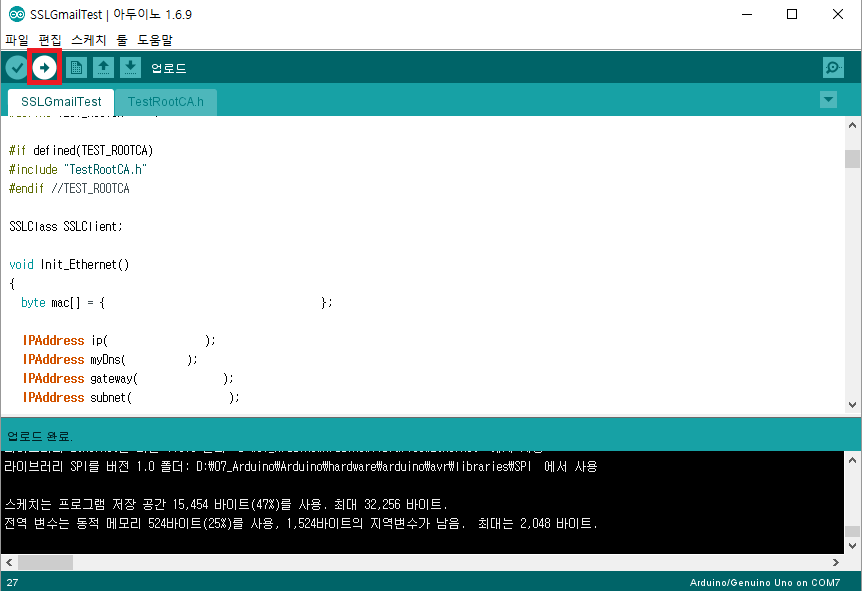 SSLGmailTest | 아두이노 1.6.9
파일 편집 스케치 툴 도움말
업로드
SSLGmailTest TestRootCA.h
#if defined(TEST_ROOTCA)
#include "TestRootCA.h"
#endif //TEST_ROOTCA
SSLClass SSLClient;
void Init_Ethernet()
{
byte mac[] = { };
IPAddress ip( );
IPAddress myDns( );
IPAddress gateway( );
IPAddress subnet( );
업로드 완료.
라이브러리 SPI를 버전 1.0 폴더: D:₩07_Arduino₩Arduino₩hardware₩arduino₩avr₩libraries₩SPI 에서 사용
스케치는 프로그램 저장 공간 15,454 바이트(47%)를 사용. 최대 32,256 바이트.
전역 변수는 동적 메모리 524바이트(25%)를 사용, 1,524바이트의 지역변수가 남음. 최대는 2,048 바이트.
27 Arduino/Genuino Uno on COM7